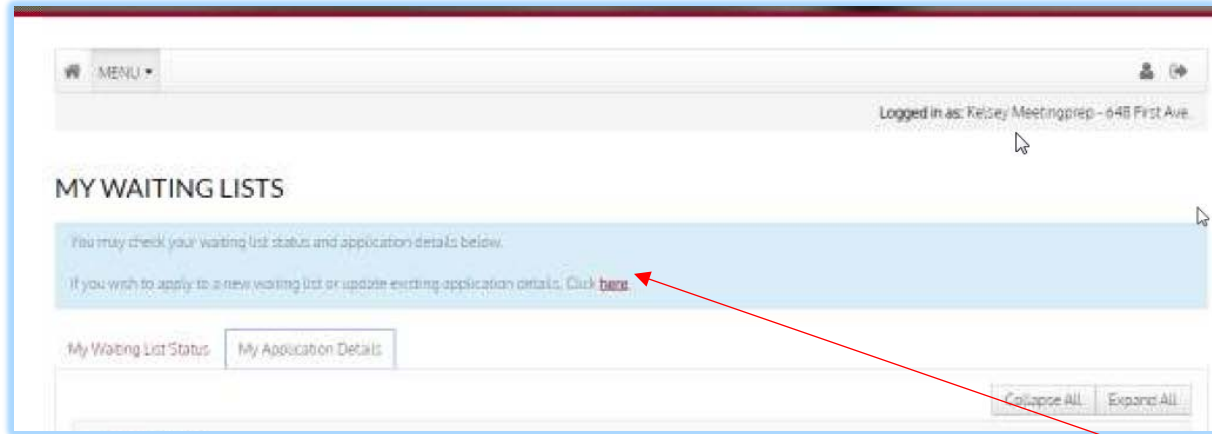 MENU
Logged in as: Kelsey Meetingprep - 648 First Ave.
MY WAITING LISTS
You may check your waiting list status and application details below.
If you wish to apply to a new waiting list or update existing application details, Click here.
My Waiting List Status My Application Details
Collapse All Expand All